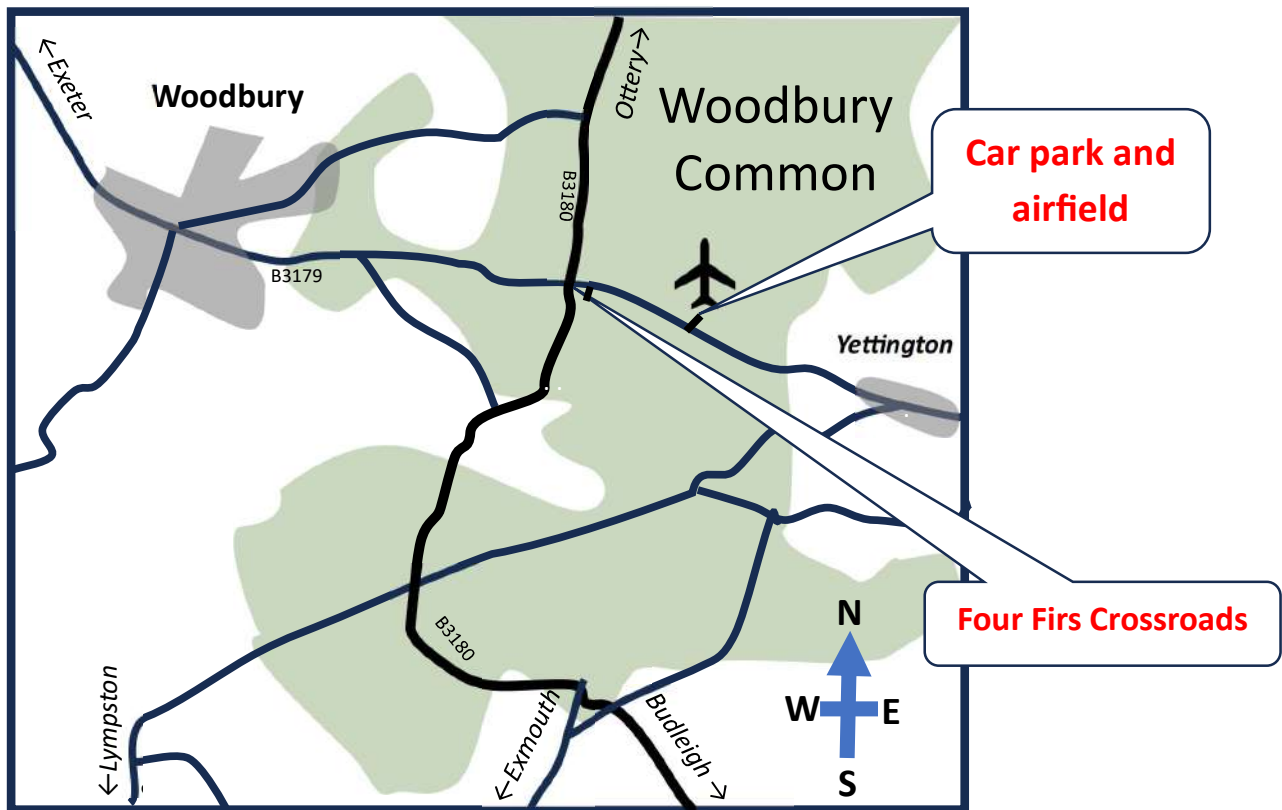 ←Exeter
Woodbury
Ottery→
Woodbury
Common
Car park and
airfield
B3180
B3179
Yettington
Four Firs Crossroads
N
W E
S
B3180
←Lympston
←Exmouth
Budleigh→